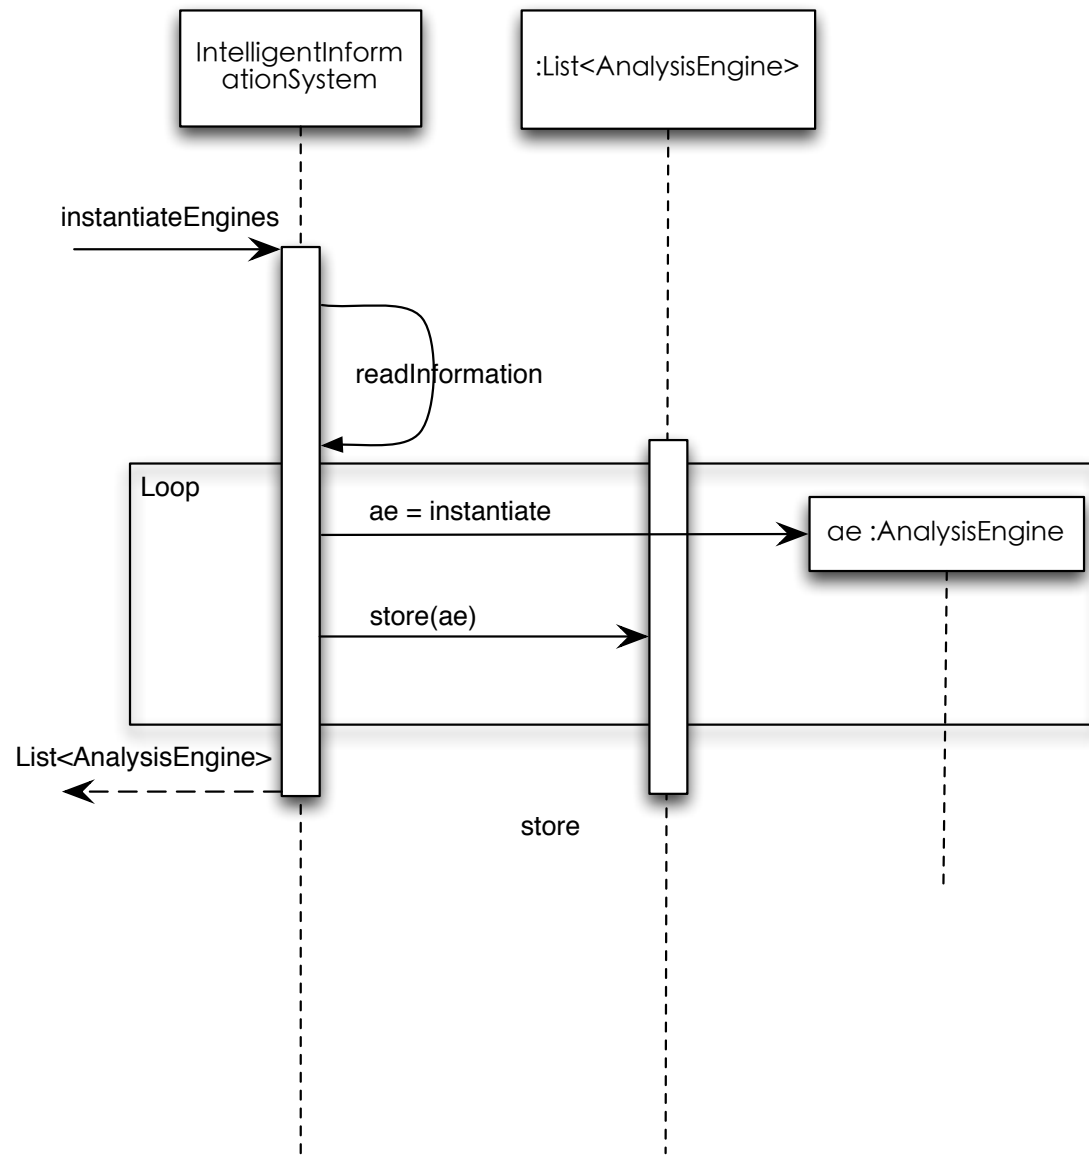 IntelligentInform
ationSystem
:List<AnalysisEngine>
instantiateEngines
readInformation
Loop
ae = instantiate
ae :AnalysisEngine
store(ae)
List<AnalysisEngine>
store